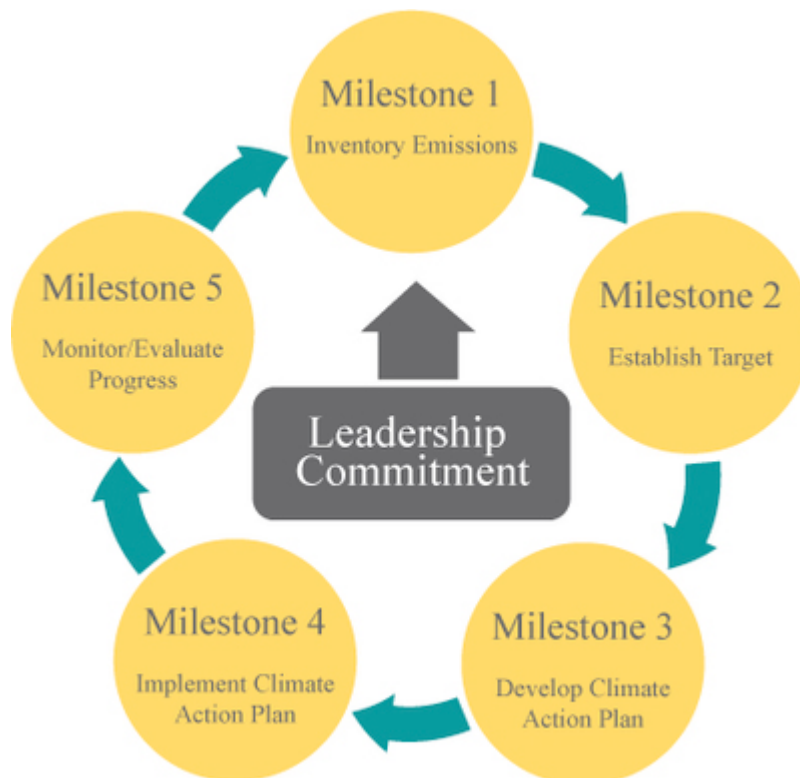 Milestone 1
Inventory Emissions
Milestone 2
Establish Target
Milestone 3
Develop Climate
Action Plan
Milestone 4
Implement Climate
Action Plan
Milestone 5
Monitor/Evaluate
Progress
Leadership
Commitment